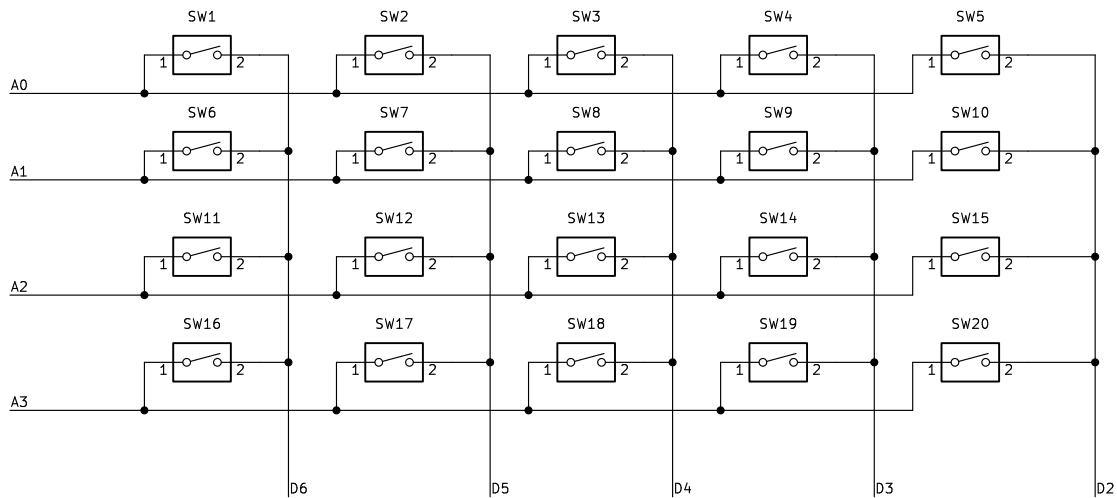 SW1 SW2 SW3 SW4 SW5
1 2 1 2 1 2 1 2 1 2
A0
SW6 SW7 SW8 SW9 SW10
1 2 1 2 1 2 1 2 1 2
A1
SW11 SW12 SW13 SW14 SW15
1 2 1 2 1 2 1 2 1 2
A2
SW16 SW17 SW18 SW19 SW20
1 2 1 2 1 2 1 2 1 2
A3
D6 D5 D4 D3 D2